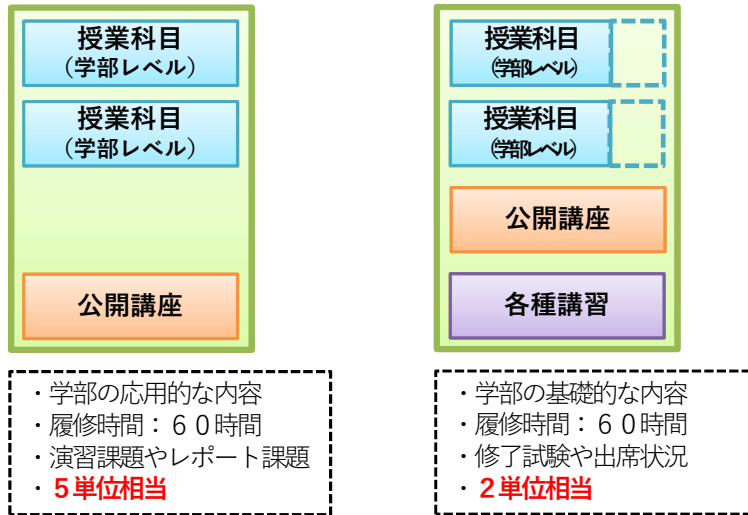 授業科目
（学部レベル）
授業科目
（学部レベル）
公開講座
・学部の応用的な内容
・履修時間：６０時間
・演習課題やレポート課題
・５単位相当
授業科目
（学部レベル）
授業科目
（学部レベル）
公開講座
各種講習
・学部の基礎的な内容
・履修時間：６０時間
・修了試験や出席状況
・２単位相当